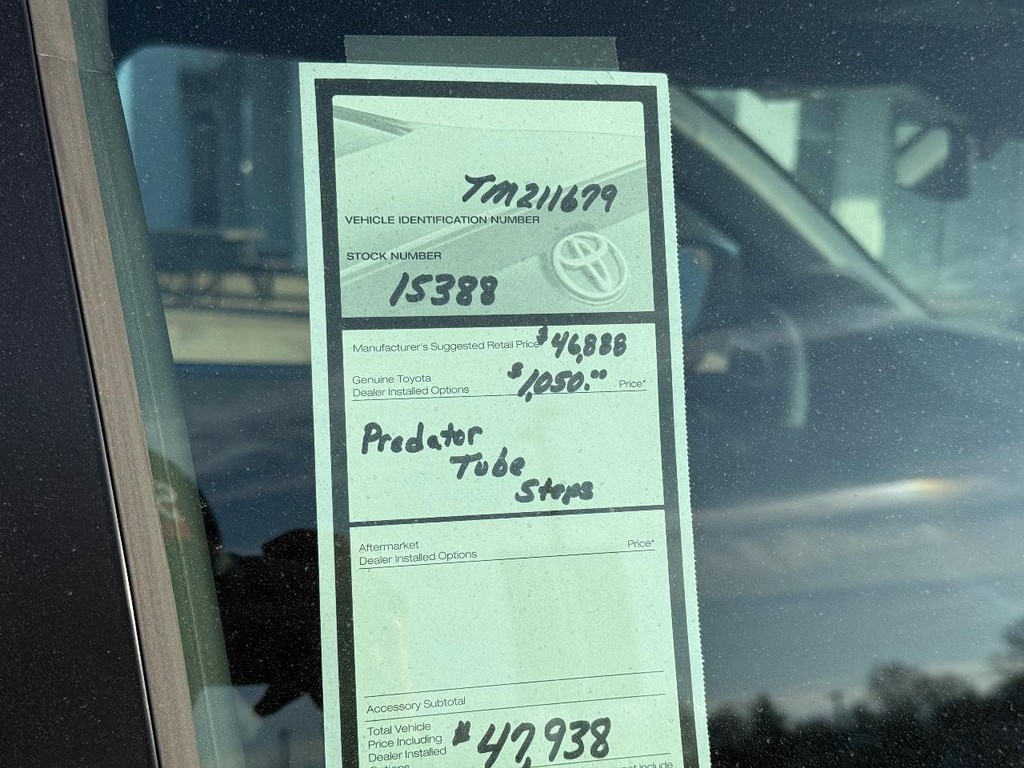 TM211679
VEHICLE IDENTIFICATION NUMBER
STOCK NUMBER
15388
Manufacturer's Suggested Retail Price $46,888
Genuine Toyota
Dealer Installed Options $1,050.00 Price*
Predator
Tube
Steps
Aftermarket
Dealer Installed Options Price*
Accessory Subtotal
Total Vehicle
Price Including
Dealer Installed
$47,938